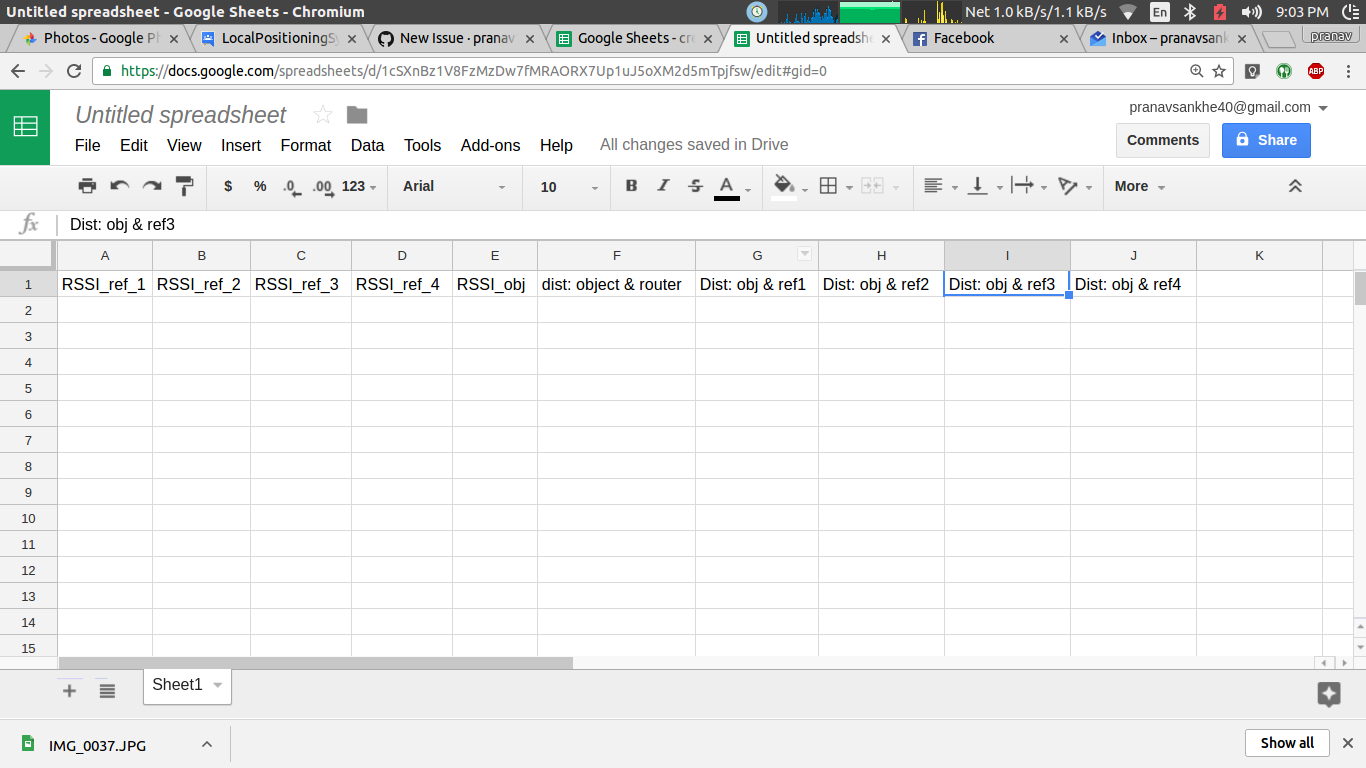 Untitled spreadsheet - Google Sheets - Chromium Net 1.0 kB/s/1.1 kB/s En 9:03 PM
Photos - Google Ph LocalPositioningSy New Issue · pranav Google Sheets - cre Untitled spreadshe Facebook Inbox – pranavsank pranav
https://docs.google.com/spreadsheets/d/1cSXnBz1V8FzMzDw7fMRAORX7Up1uJ5oXM2d5mTpjfsw/edit#gid=0 ABP
Untitled spreadsheet pranavsankhe40@gmail.com
File Edit View Insert Format Data Tools Add-ons Help All changes saved in Drive Comments Share
$ % .0 .00 123 Arial 10 B I S A More
fx Dist: obj & ref3
A B C D E F G H I J K
1 RSSI_ref_1 RSSI_ref_2 RSSI_ref_3 RSSI_ref_4 RSSI_obj dist: object & router Dist: obj & ref1 Dist: obj & ref2 Dist: obj & ref3 Dist: obj & ref4
2
3
4
5
6
7
8
9
10
11
12
13
14
15
Sheet1
IMG_0037.JPG Show all